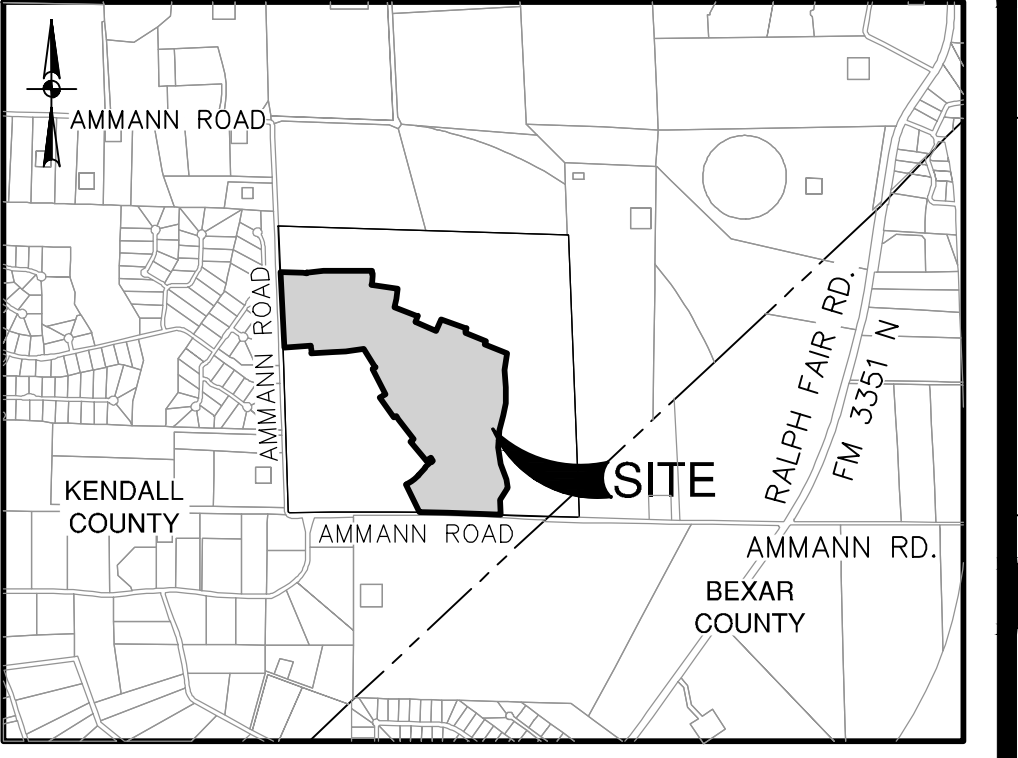 AMMANN ROAD
AMMANN ROAD
RALPH FAIR RD.
FM 3351 N
SITE
KENDALL
COUNTY
AMMANN ROAD
AMMANN RD.
BEXAR
COUNTY